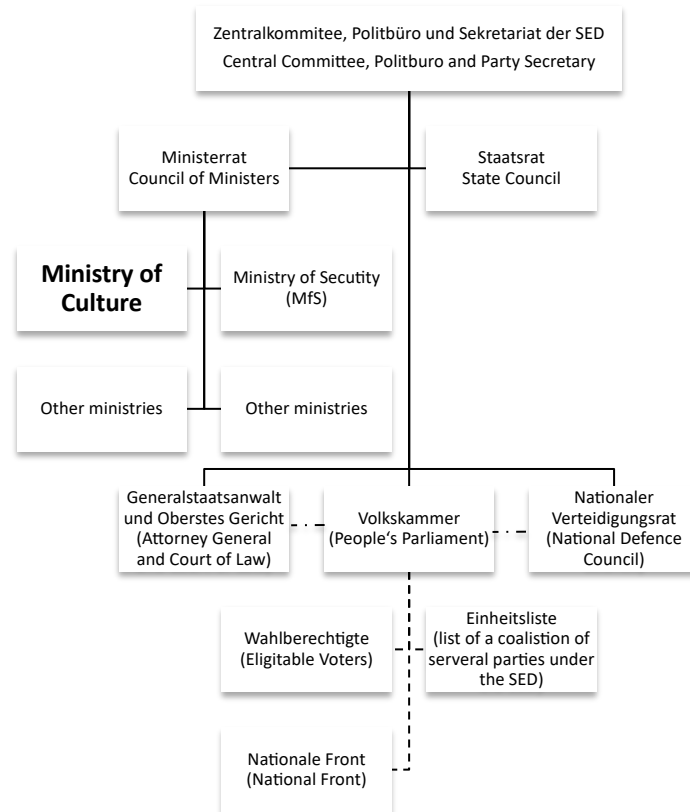 Zentralkommitee, Politbüro und Sekretariat der SED
Central Committee, Politburo and Party Secretary
Ministerrat
Council of Ministers
Staatsrat
State Council
Ministry of
Culture
Ministry of Secutity
(MfS)
Other ministries
Other ministries
Generalstaatsanwalt
und Oberstes Gericht
(Attorney General
and Court of Law)
Volkskammer
(People‘s Parliament)
Nationaler
Verteidigungsrat
(National Defence
Council)
Wahlberechtigte
(Eligitable Voters)
Einheitsliste
(list of a coalistion of
serveral parties under
the SED)
Nationale Front
(National Front)